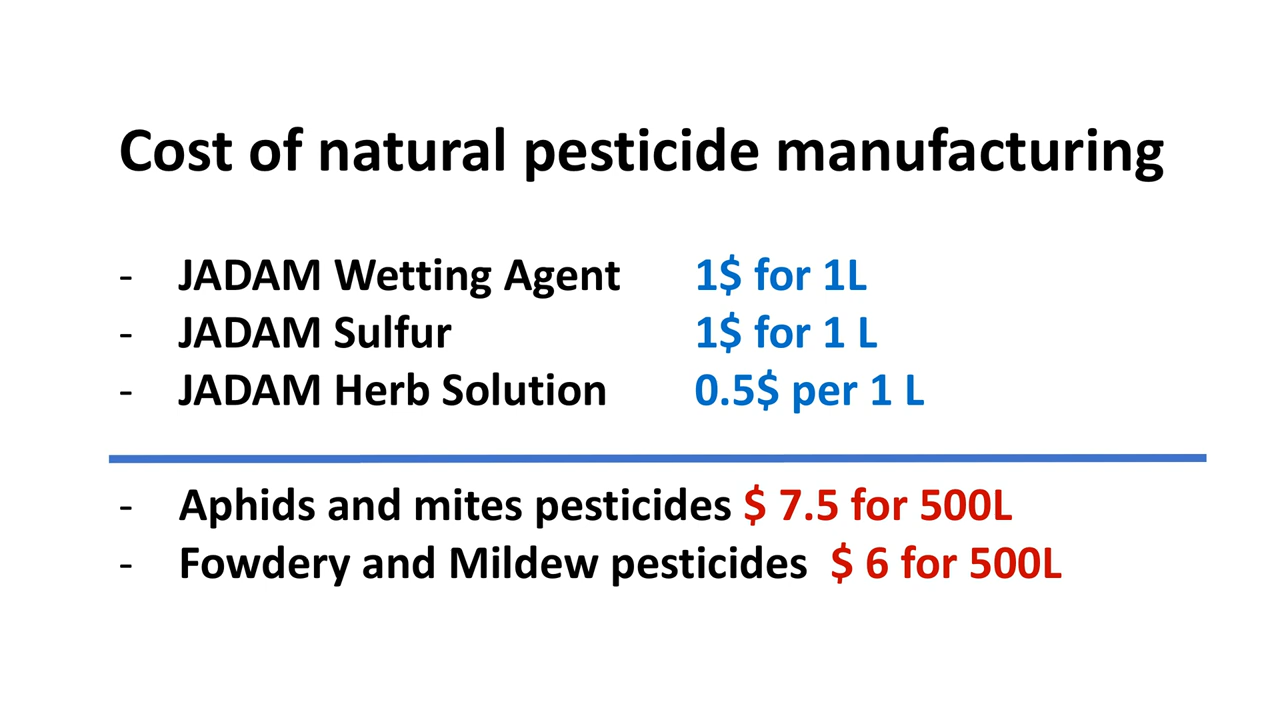 Cost of natural pesticide manufacturing
- JADAM Wetting Agent 1$ for 1L
- JADAM Sulfur 1$ for 1 L
- JADAM Herb Solution 0.5$ per 1 L
- Aphids and mites pesticides $ 7.5 for 500L
- Fowdery and Mildew pesticides $ 6 for 500L